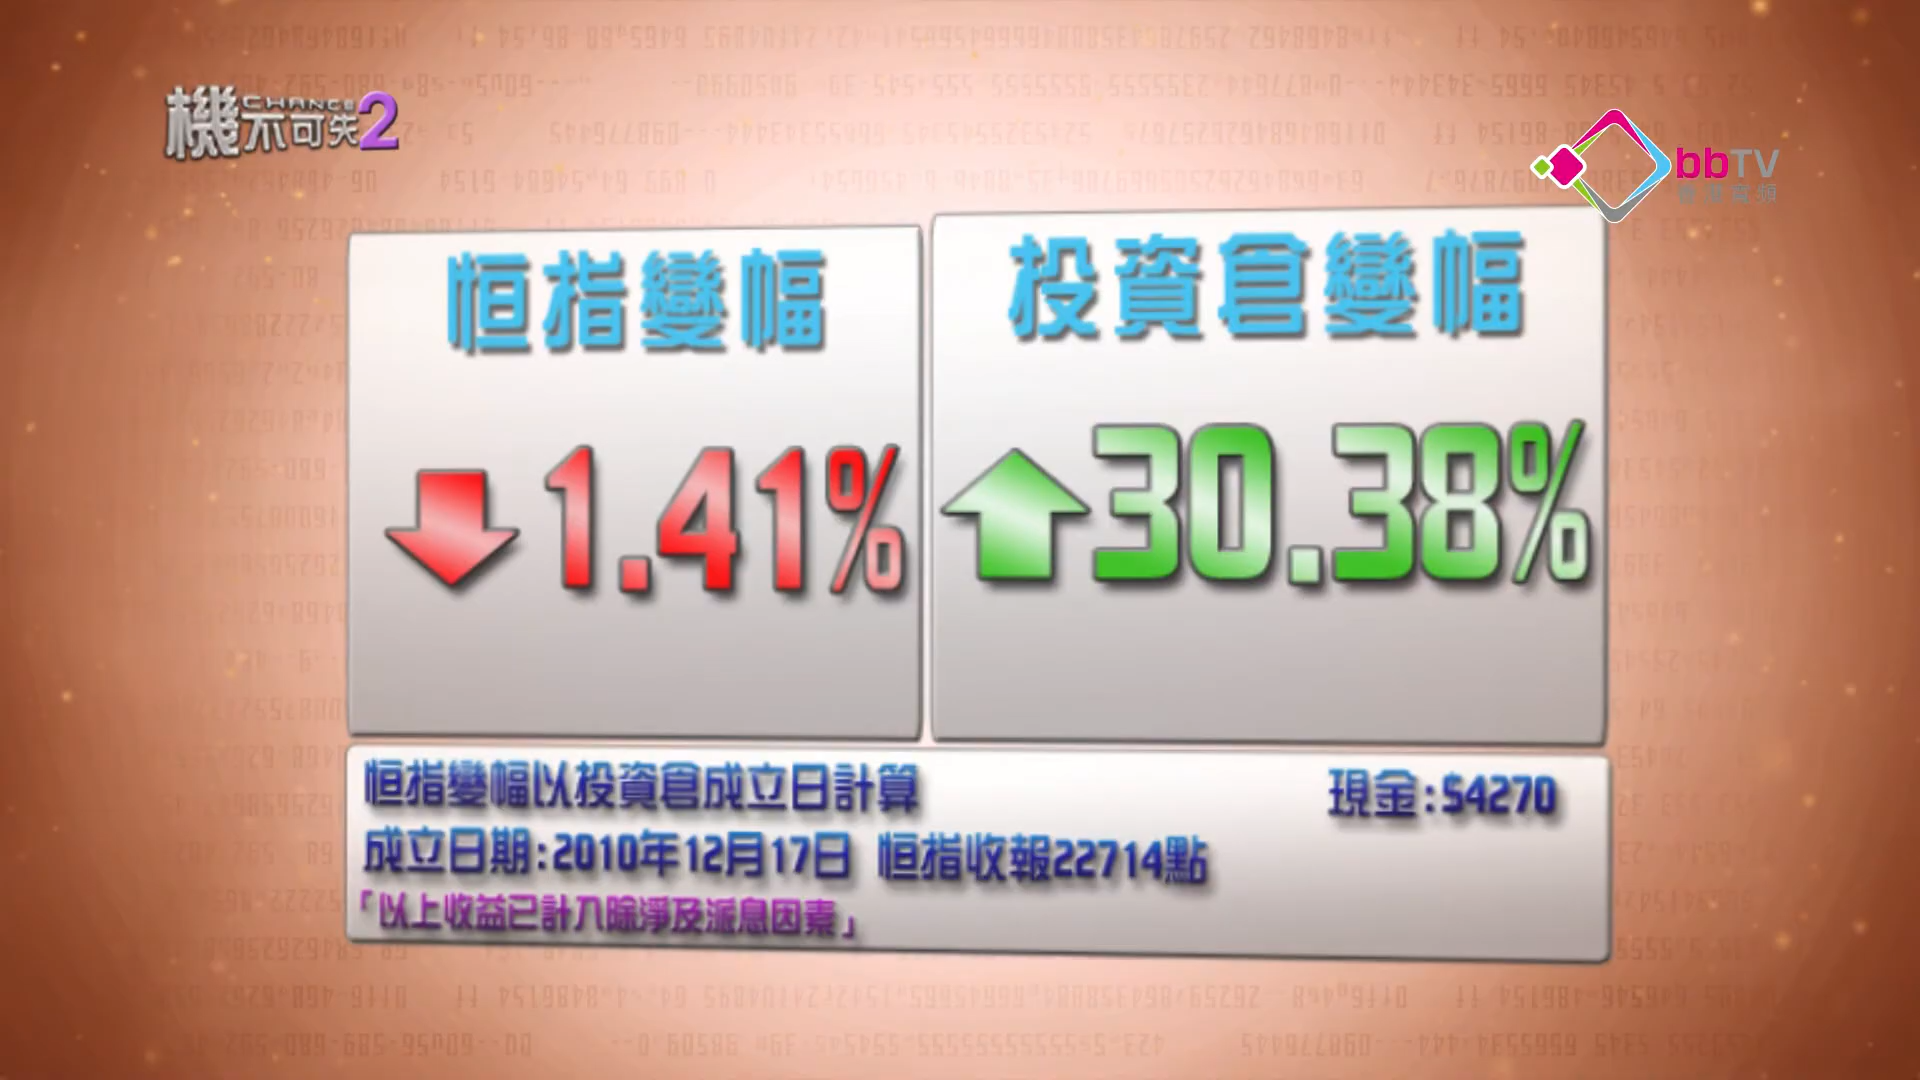 機不可失2
CHANCE
bbTV
恒指變幅
投資倉變幅
1.41%
30.38%
恒指變幅以投資倉成立日計算
現金:$4270
成立日期:2010年12月17日 恒指收報22714點
「以上收益已計入除淨及派息因素」